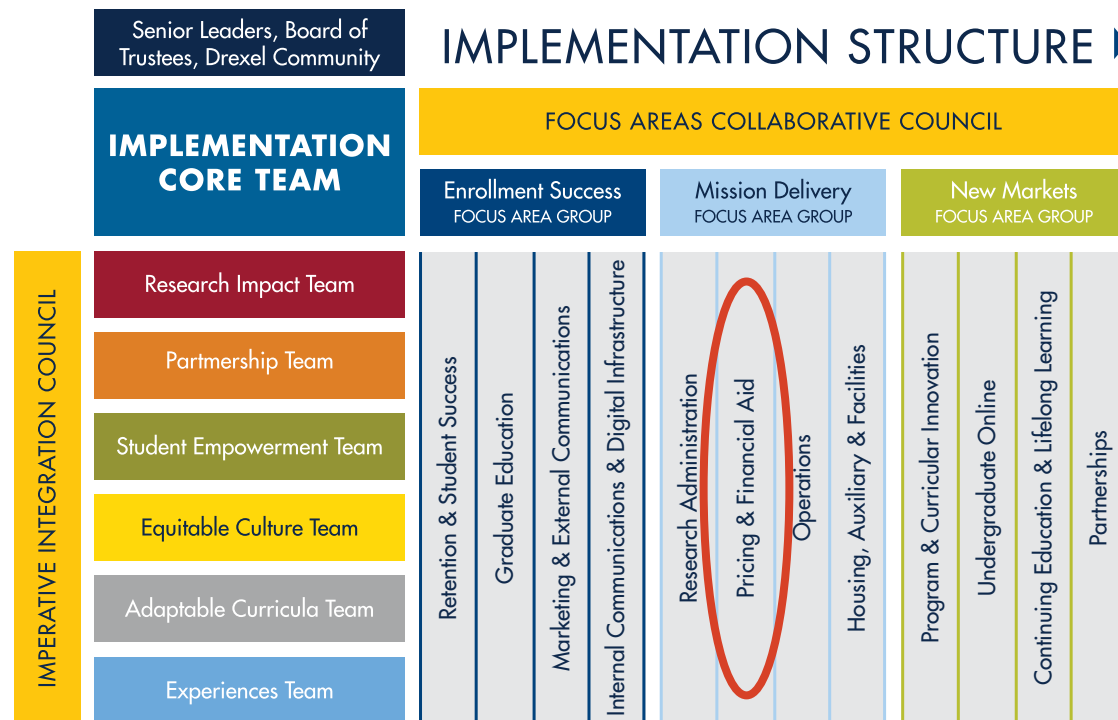 Senior Leaders, Board of
Trustees, Drexel Community
IMPLEMENTATION STRUCTURE
IMPLEMENTATION
CORE TEAM
FOCUS AREAS COLLABORATIVE COUNCIL
Enrollment Success
FOCUS AREA GROUP
Mission Delivery
FOCUS AREA GROUP
New Markets
FOCUS AREA GROUP
IMPERATIVE INTEGRATION COUNCIL
Research Impact Team
Partmership Team
Student Empowerment Team
Equitable Culture Team
Adaptable Curricula Team
Experiences Team
Retention & Student Success
Graduate Education
Marketing & External Communications
Internal Communications & Digital Infrastructure
Research Administration
Pricing & Financial Aid
Operations
Housing, Auxiliary & Facilities
Program & Curricular Innovation
Undergraduate Online
Continuing Education & Lifelong Learning
Partnerships